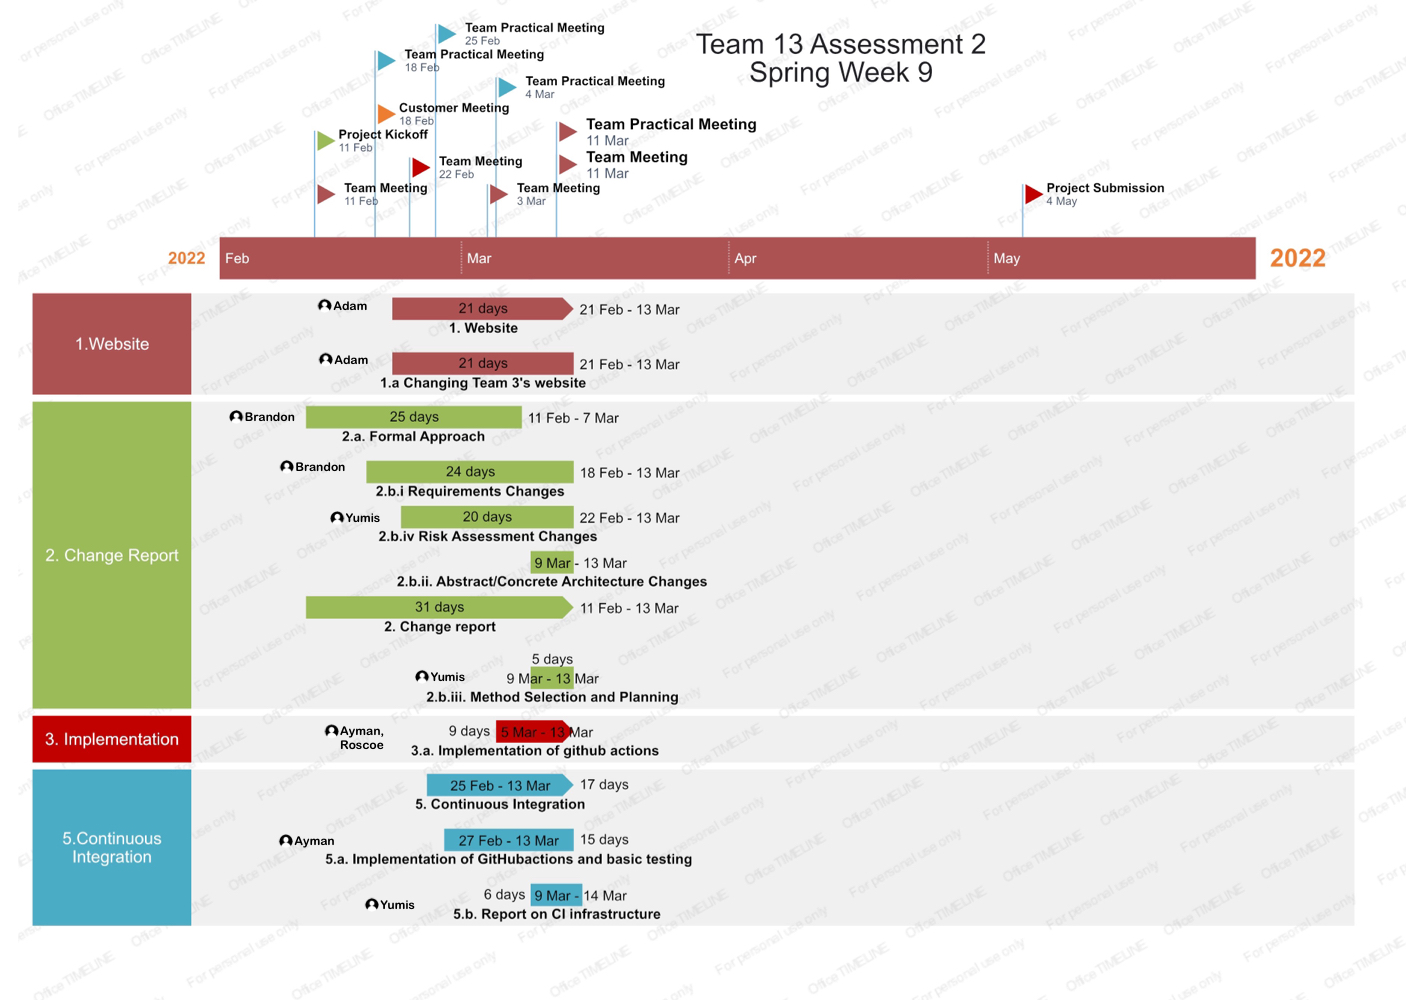 Team 13 Assessment 2
Spring Week 9
Team Practical Meeting
25 Feb
Team Practical Meeting
18 Feb
Team Practical Meeting
4 Mar
Customer Meeting
18 Feb
Team Practical Meeting
11 Mar
Project Kickoff
11 Feb
Team Meeting
22 Feb
Team Meeting
11 Mar
Team Meeting
11 Feb
Team Meeting
3 Mar
Project Submission
4 May
2022
Feb
Mar
Apr
May
2022
1.Website
Adam
21 days
21 Feb - 13 Mar
1. Website
Adam
21 days
21 Feb - 13 Mar
1.a Changing Team 3's website
2. Change Report
Brandon
25 days
11 Feb - 7 Mar
2.a. Formal Approach
Brandon
24 days
18 Feb - 13 Mar
2.b.i Requirements Changes
Yumis
20 days
22 Feb - 13 Mar
2.b.iv Risk Assessment Changes
9 Mar - 13 Mar
2.b.ii. Abstract/Concrete Architecture Changes
31 days
11 Feb - 13 Mar
2. Change report
5 days
Yumis
9 Mar - 13 Mar
2.b.iii. Method Selection and Planning
3. Implementation
Ayman,
Roscoe
9 days
5 Mar - 13 Mar
3.a. Implementation of github actions
5.Continuous
Integration
25 Feb - 13 Mar
17 days
5. Continuous Integration
Ayman
27 Feb - 13 Mar
15 days
5.a. Implementation of GitHubactions and basic testing
Yumis
6 days
9 Mar - 14 Mar
5.b. Report on CI infrastructure
For personal use only
Office TIMELINE